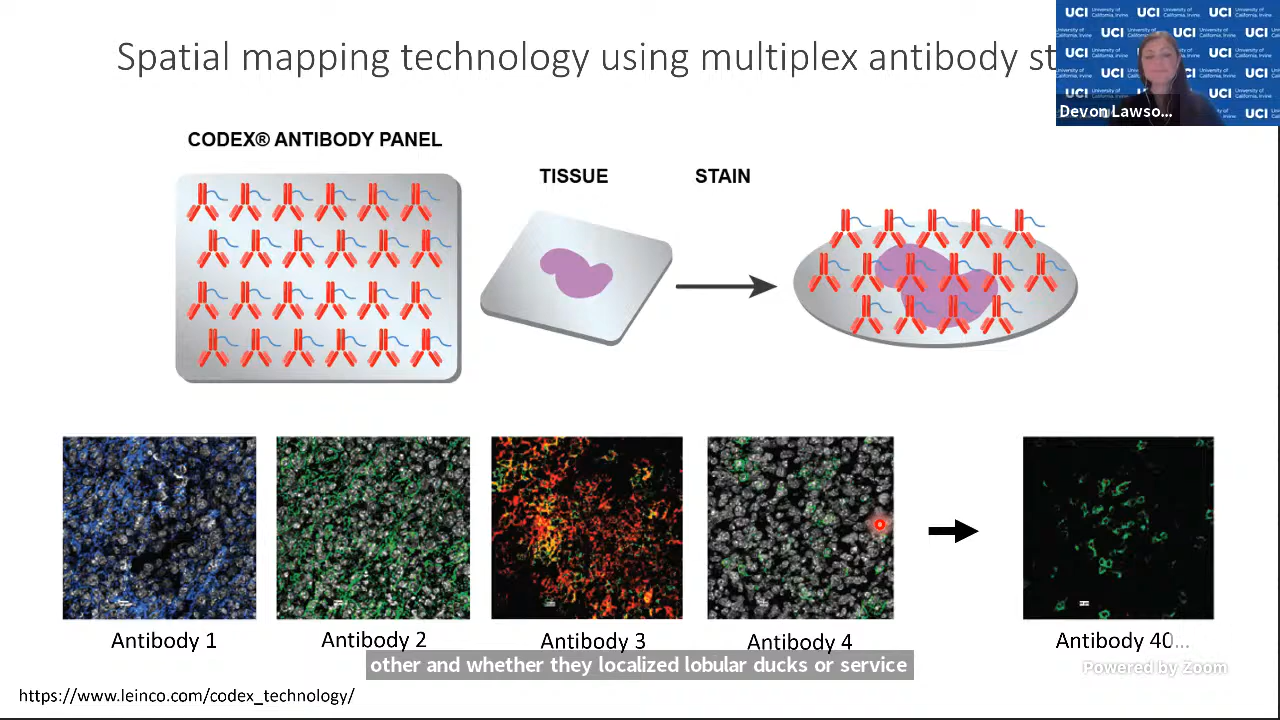 Spatial mapping technology using multiplex antibody st
UCI University of California, Irvine
Devon Lawso...
CODEX® ANTIBODY PANEL
TISSUE
STAIN
Antibody 1
Antibody 2
Antibody 3
Antibody 4
Antibody 40...
other and whether they localized lobular ducks or service
Powered by Zoom
https://www.leinco.com/codex_technology/